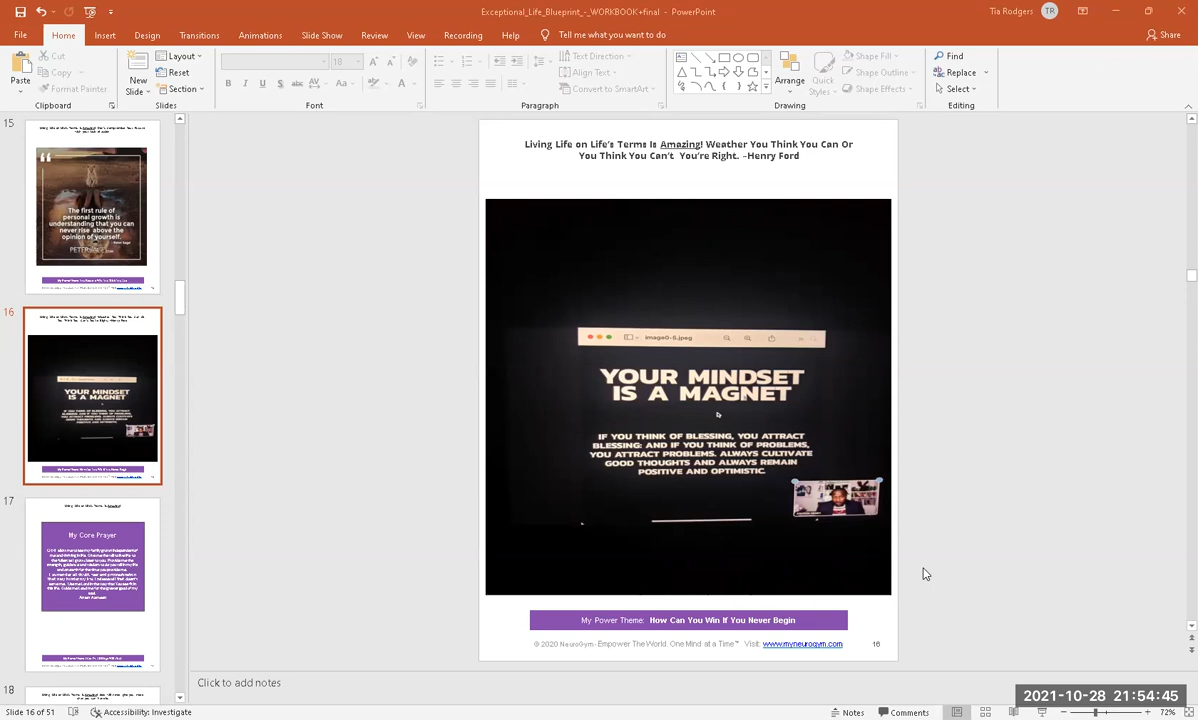 Exceptional_Life_Blueprint_-_WORKBOOK+final - PowerPoint
Tia Rodgers
TR
File
Home
Insert
Design
Transitions
Animations
Slide Show
Review
View
Recording
Help
Tell me what you want to do
Share
Paste
Cut
Copy
Format Painter
Clipboard
New
Slide
Layout
Reset
Section
Slides
18
Font
Text Direction
Align Text
Convert to SmartArt
Paragraph
Arrange
Quick
Styles
Shape Fill
Shape Outline
Shape Effects
Drawing
Find
Replace
Select
Editing
15
The first rule of
personal growth is
understanding that you can
never rise above the
opinion of yourself.
16
YOUR MINDSET
IS A MAGNET
17
My Core Prayer
18
Living Life on Life's Terms Is Amazing! Weather You Think You Can Or
You Think You Can't You're Right. -Henry Ford
image0-5.jpeg
YOUR MINDSET
IS A MAGNET
IF YOU THINK OF BLESSING, YOU ATTRACT
BLESSING: AND IF YOU THINK OF PROBLEMS,
YOU ATTRACT PROBLEMS. ALWAYS CULTIVATE
GOOD THOUGHTS AND ALWAYS REMAIN
POSITIVE AND OPTIMISTIC.
My Power Theme: How Can You Win If You Never Begin
© 2020 NeuroGym- Empower The World: One Mind at a Time™ Visit: www.myneurogym.com
16
Click to add notes
2021-10-28 21:54:45
Slide 16 of 51
Accessibility: Investigate
Notes
Comments
72%